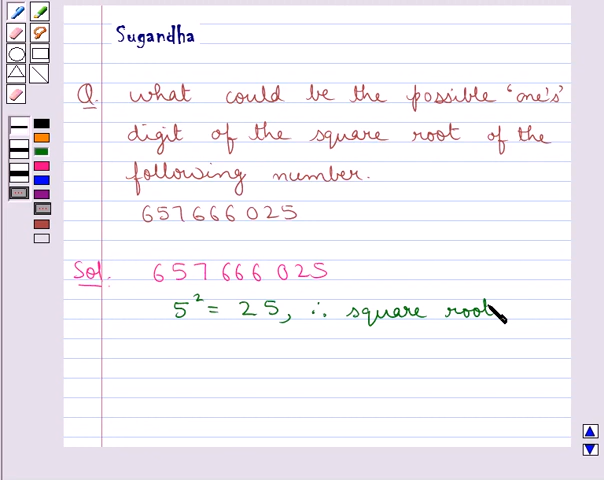 Sugandha
Q. What could be the possible 'one's'
digit of the square root of the
following number.
657666025
Sol. 657666025
5² = 25, ∴ square root